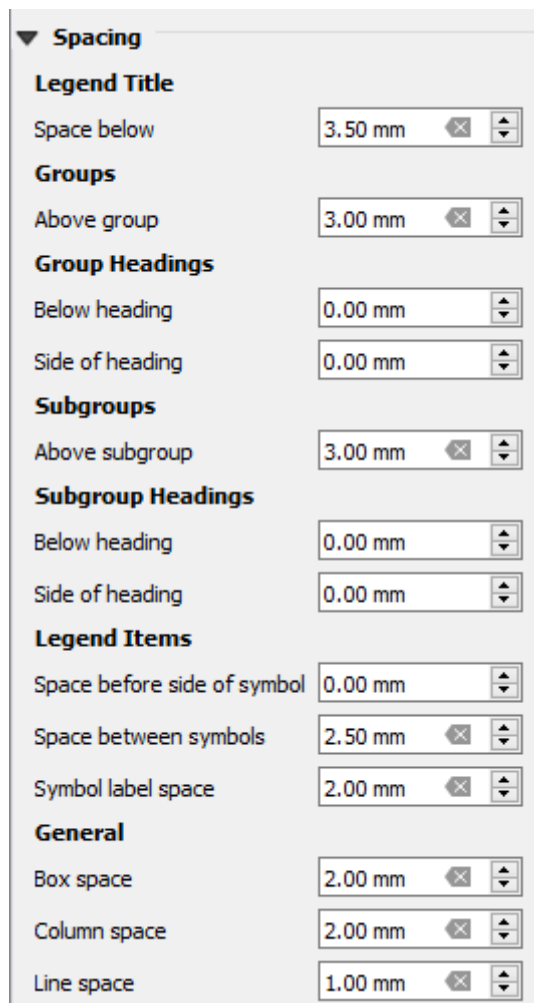 Spacing
Legend Title
Space below 3.50 mm
Groups
Above group 3.00 mm
Group Headings
Below heading 0.00 mm
Side of heading 0.00 mm
Subgroups
Above subgroup 3.00 mm
Subgroup Headings
Below heading 0.00 mm
Side of heading 0.00 mm
Legend Items
Space before side of symbol 0.00 mm
Space between symbols 2.50 mm
Symbol label space 2.00 mm
General
Box space 2.00 mm
Column space 2.00 mm
Line space 1.00 mm